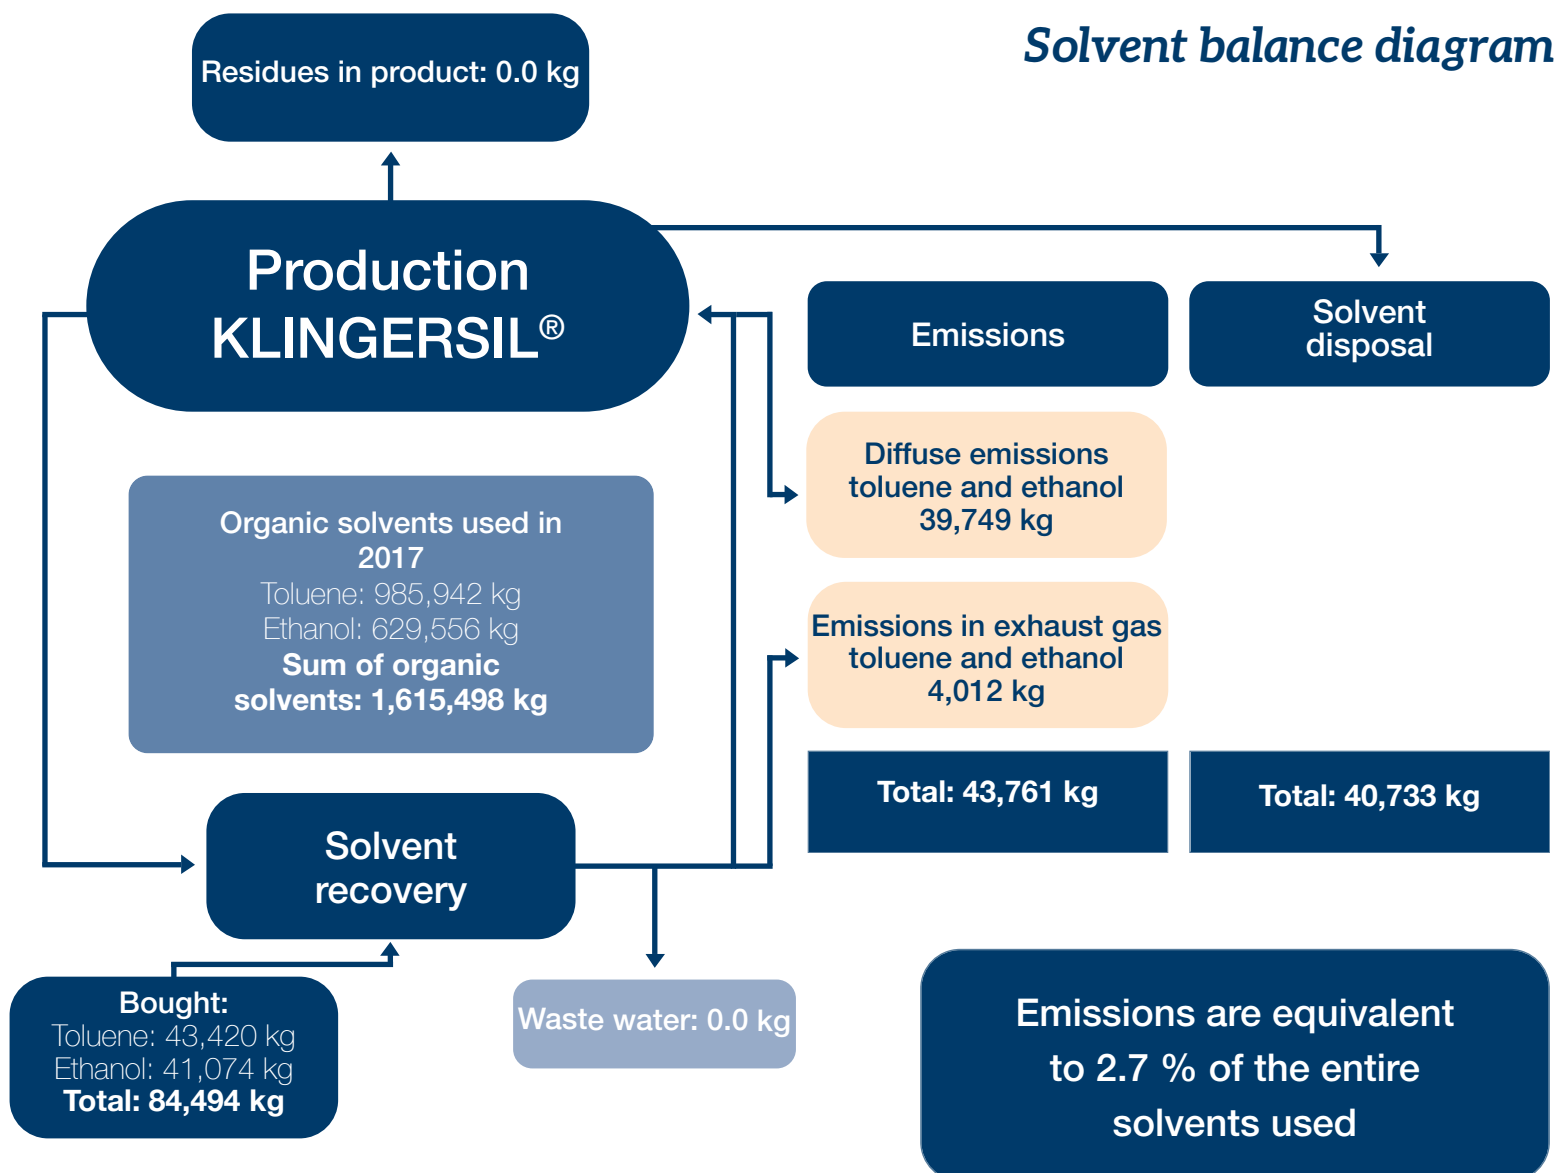 Solvent balance diagram
Residues in product: 0.0 kg
Production
KLINGERSIL®
Emissions
Solvent
disposal
Diffuse emissions
toluene and ethanol
39,749 kg
Organic solvents used in
2017
Toluene: 985,942 kg
Ethanol: 629,556 kg
Sum of organic
solvents: 1,615,498 kg
Emissions in exhaust gas
toluene and ethanol
4,012 kg
Total: 43,761 kg
Total: 40,733 kg
Solvent
recovery
Bought:
Toluene: 43,420 kg
Ethanol: 41,074 kg
Total: 84,494 kg
Waste water: 0.0 kg
Emissions are equivalent
to 2.7 % of the entire
solvents used